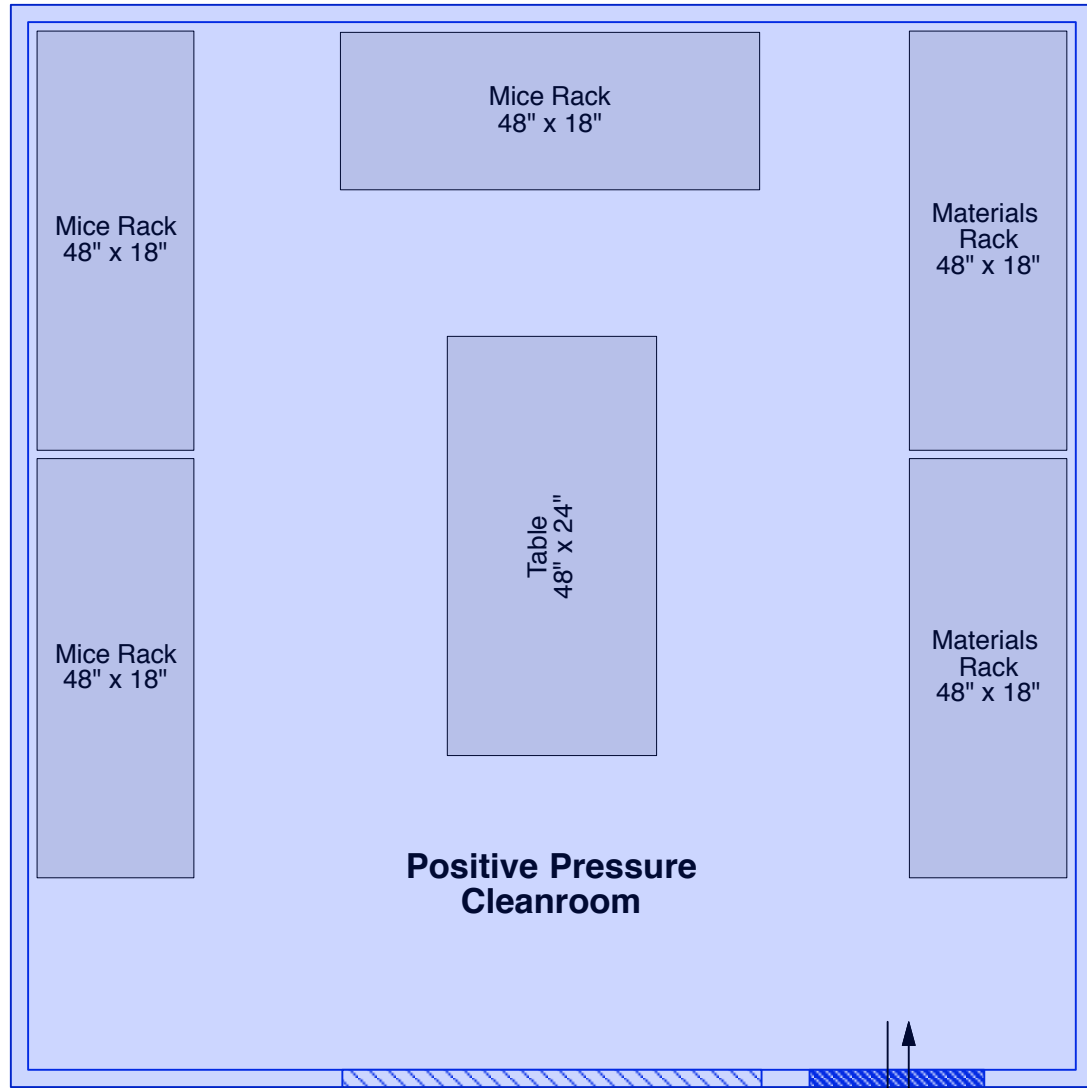 Mice Rack
48" x 18"
Mice Rack
48" x 18"
Materials
Rack
48" x 18"
Table
48" x 24"
Mice Rack
48" x 18"
Materials
Rack
48" x 18"
Positive Pressure
Cleanroom